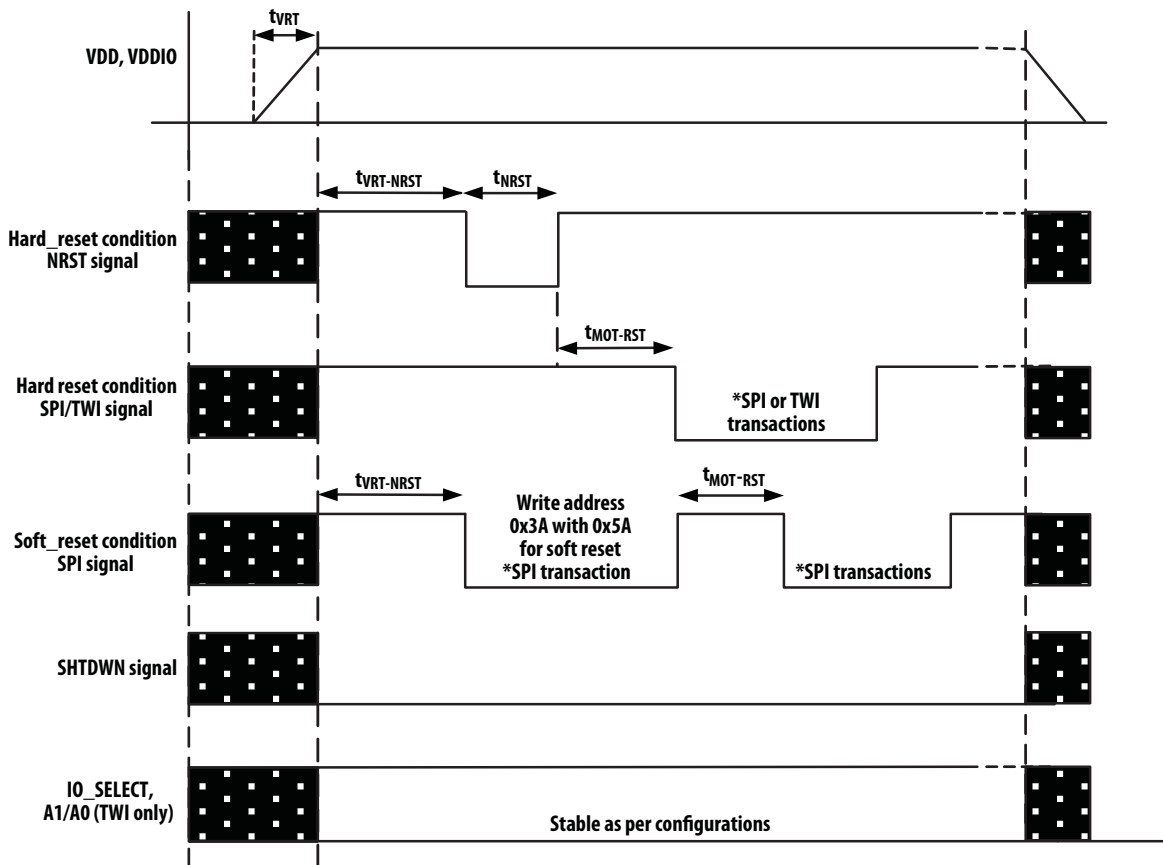 tVRT
VDD, VDDIO
tVRT-NRST
tNRST
Hard_reset condition
NRST signal
tMOT-RST
Hard reset condition
SPI/TWI signal
*SPI or TWI
transactions
tVRT-NRST
tMOT-RST
Write address
0x3A with 0x5A
for soft reset
*SPI transaction
Soft_reset condition
SPI signal
*SPI transactions
SHTDWN signal
IO_SELECT,
A1/A0 (TWI only)
Stable as per configurations